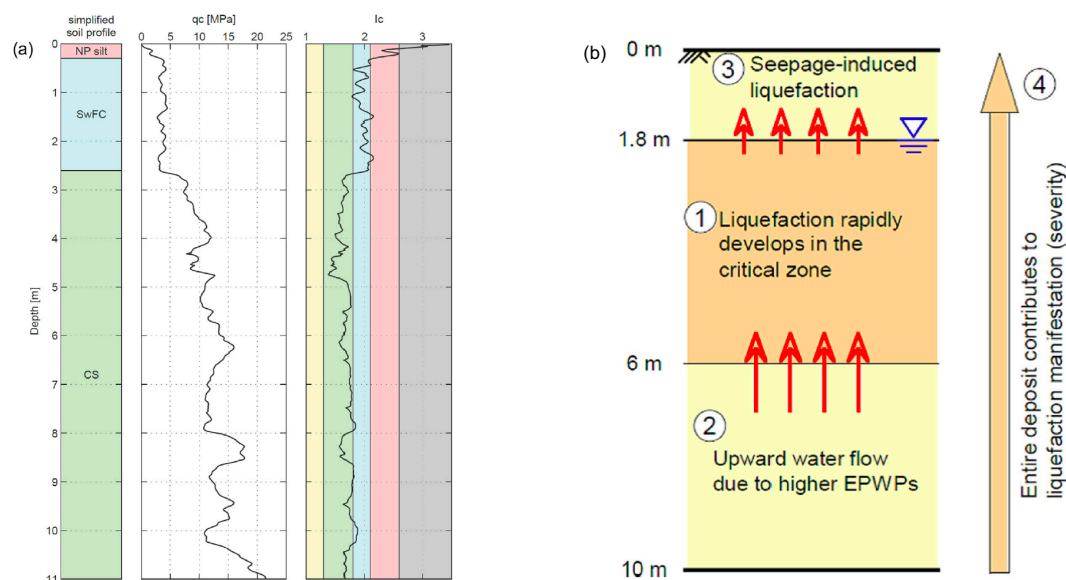 (a)
simplified
soil profile
qc [MPa]
Ic
0 5 10 15 20 25
1 2 3
Depth [m]
0
1
2
3
4
5
6
7
8
9
10
11
NP silt
SwFC
CS
(b)
0 m
1.8 m
6 m
10 m
3 Seepage-induced
liquefaction
1 Liquefaction rapidly
develops in the
critical zone
2
Upward water flow
due to higher EPWPs
4
Entire deposit contributes to
liquefaction manifestation (severity)